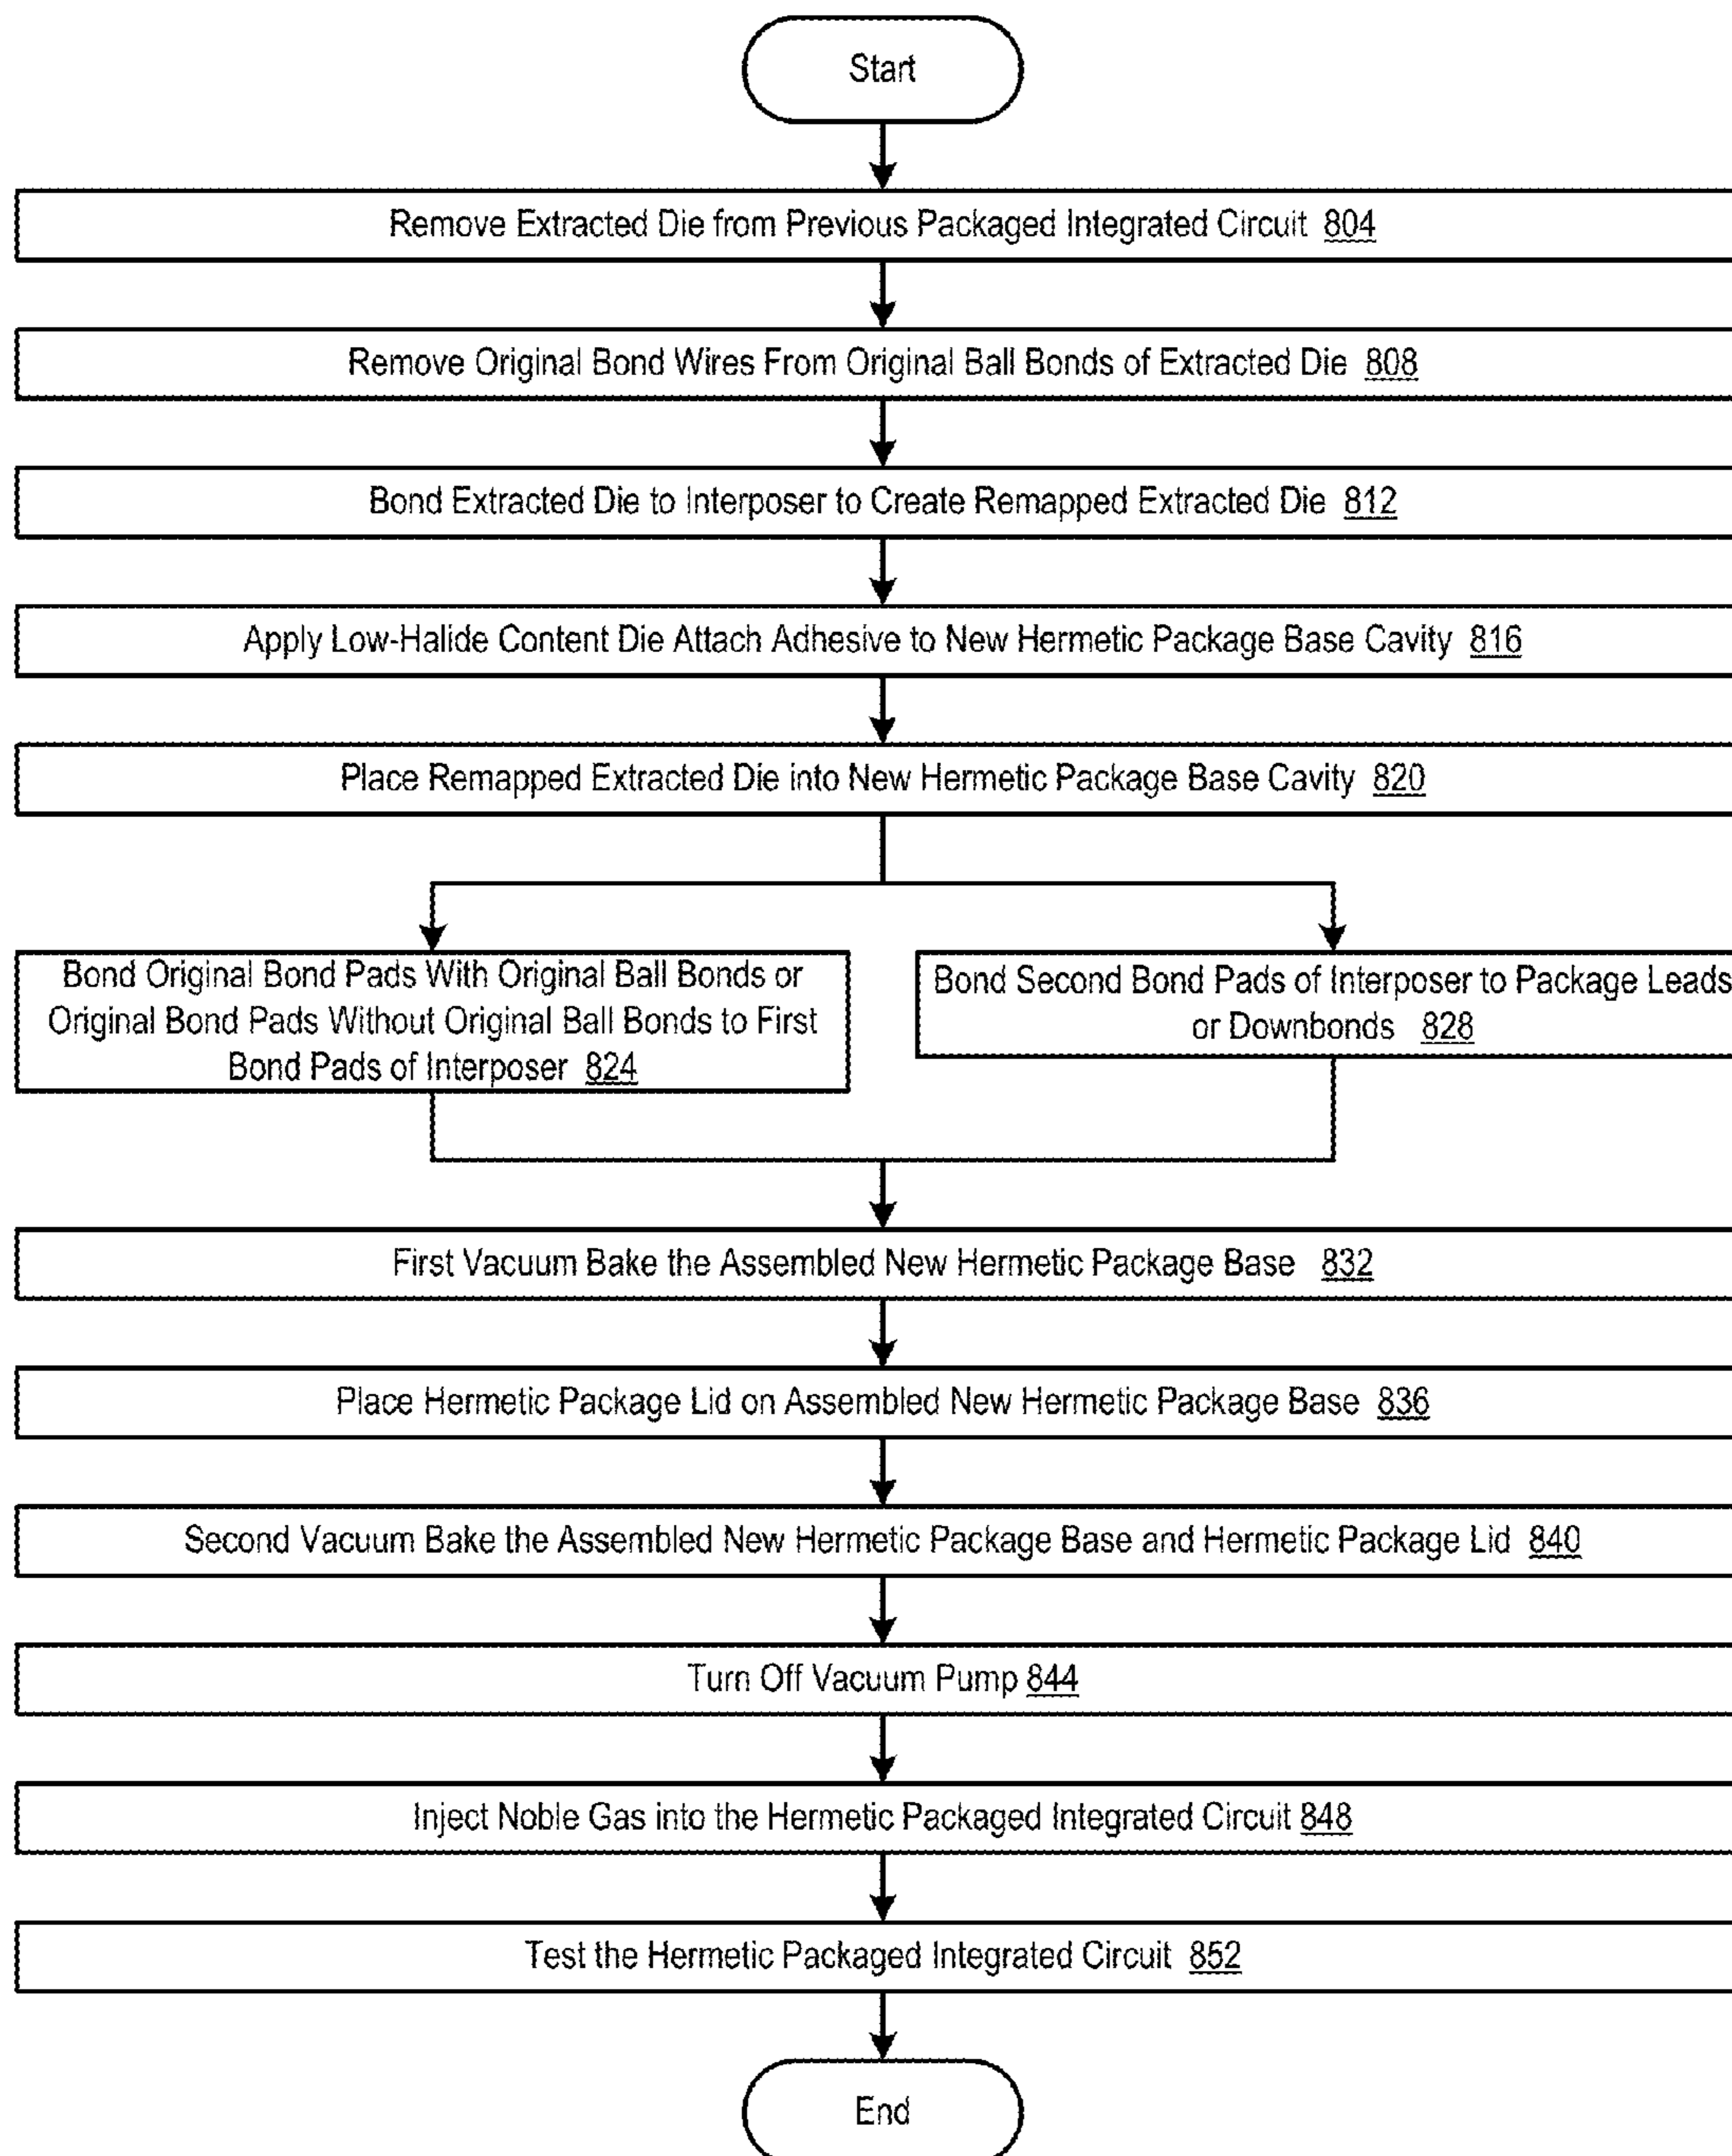 Start
Remove Extracted Die from Previous Packaged Integrated Circuit 804
Remove Original Bond Wires From Original Ball Bonds of Extracted Die 808
Bond Extracted Die to Interposer to Create Remapped Extracted Die 812
Apply Low-Halide Content Die Attach Adhesive to New Hermetic Package Base Cavity 816
Place Remapped Extracted Die into New Hermetic Package Base Cavity 820
Bond Original Bond Pads With Original Ball Bonds or
Original Bond Pads Without Original Ball Bonds to First
Bond Pads of Interposer 824
Bond Second Bond Pads of Interposer to Package Leads
or Downbonds 828
First Vacuum Bake the Assembled New Hermetic Package Base 832
Place Hermetic Package Lid on Assembled New Hermetic Package Base 836
Second Vacuum Bake the Assembled New Hermetic Package Base and Hermetic Package Lid 840
Turn Off Vacuum Pump 844
Inject Noble Gas into the Hermetic Packaged Integrated Circuit 848
Test the Hermetic Packaged Integrated Circuit 852
End